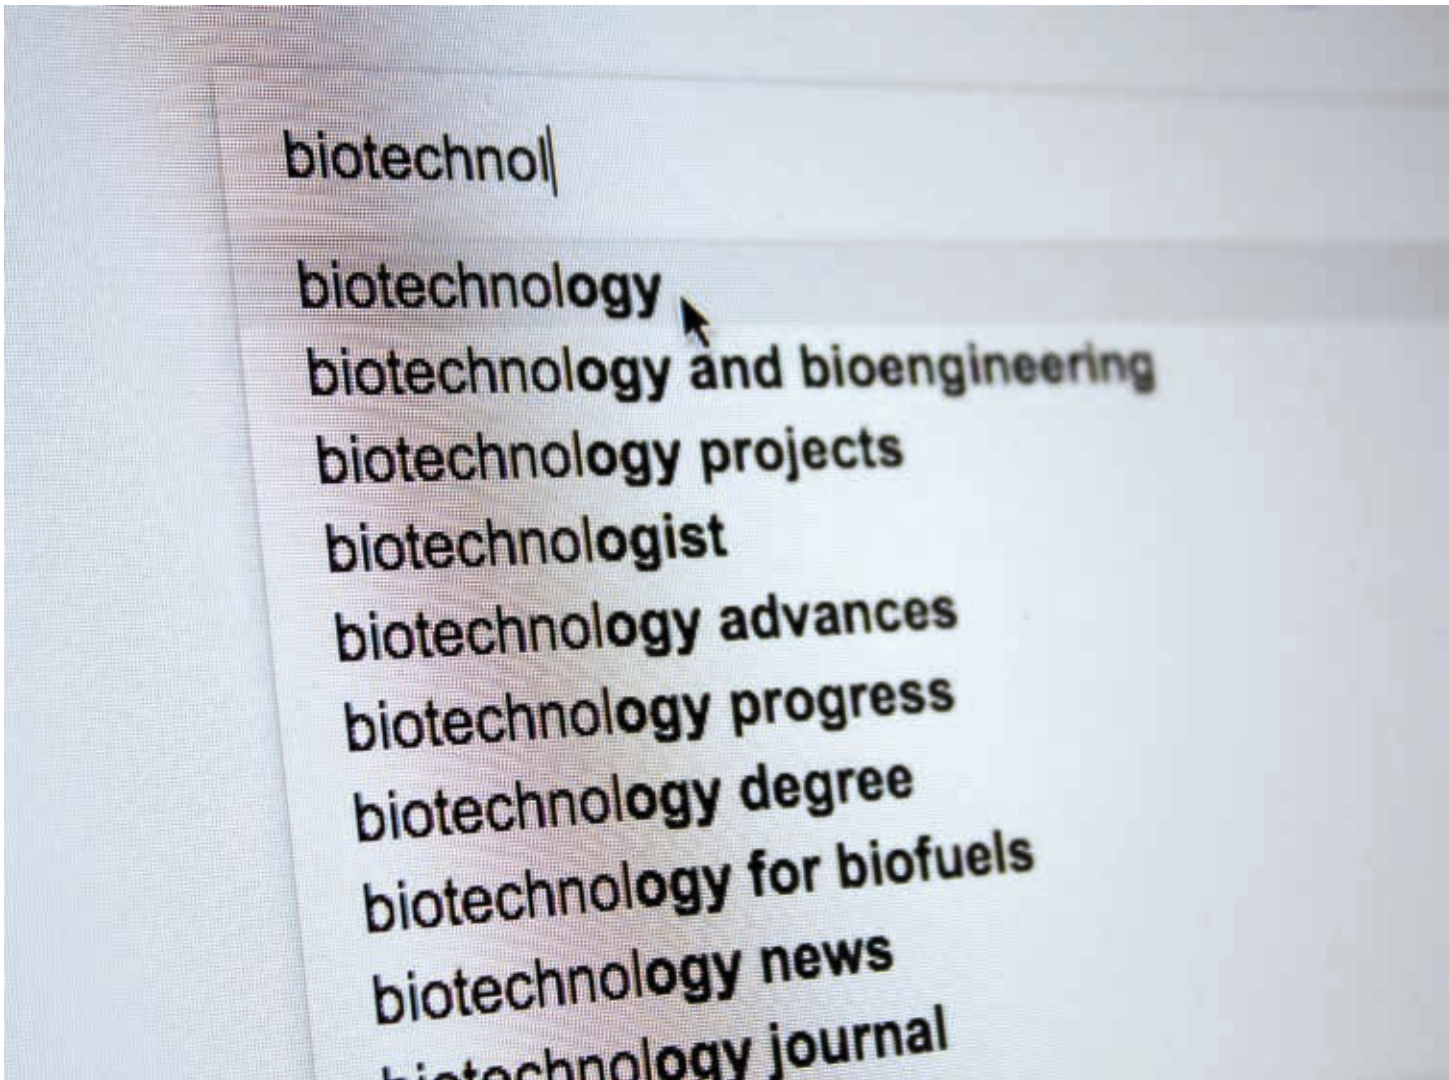 biotechnol
biotechnology
biotechnology and bioengineering
biotechnology projects
biotechnologist
biotechnology advances
biotechnology progress
biotechnology degree
biotechnology for biofuels
biotechnology news
biotechnology journal